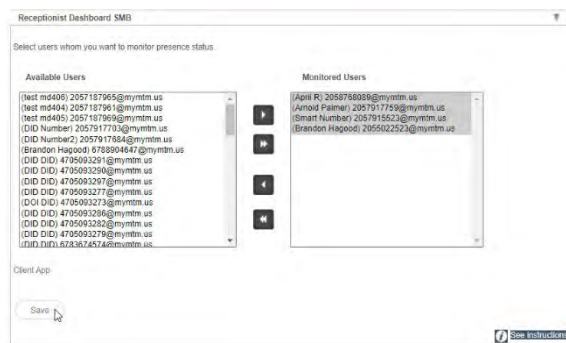 Receptionist Dashboard SMB
Select users whom you want to monitor presence status.
Available Users
(test md406) 2057187965@mymtm.us
(test md404) 2057187961@mymtm.us
(test md405) 2057187969@mymtm.us
(DID Number) 2057917703@mymtm.us
(DID Number2) 2057917684@mymtm.us
(Brandon Hagood) 6788904647@mymtm.us
(DID DID) 4705093291@mymtm.us
(DID DID) 4705093290@mymtm.us
(DID DID) 4705093297@mymtm.us
(DID DID) 4705093277@mymtm.us
(DOI DID) 4705093273@mymtm.us
(DID DID) 4705093286@mymtm.us
(DID DID) 4705093282@mymtm.us
(DID DID) 4705093279@mymtm.us
(DID DID) 6783674574@mymtm.us
Monitored Users
(April R) 2058768089@mymtm.us
(Arnold Palmer) 2057917759@mymtm.us
(Smart Number) 2057915523@mymtm.us
(Brandon Hagood) 2055022523@mymtm.us
Client App
Save
See instructions